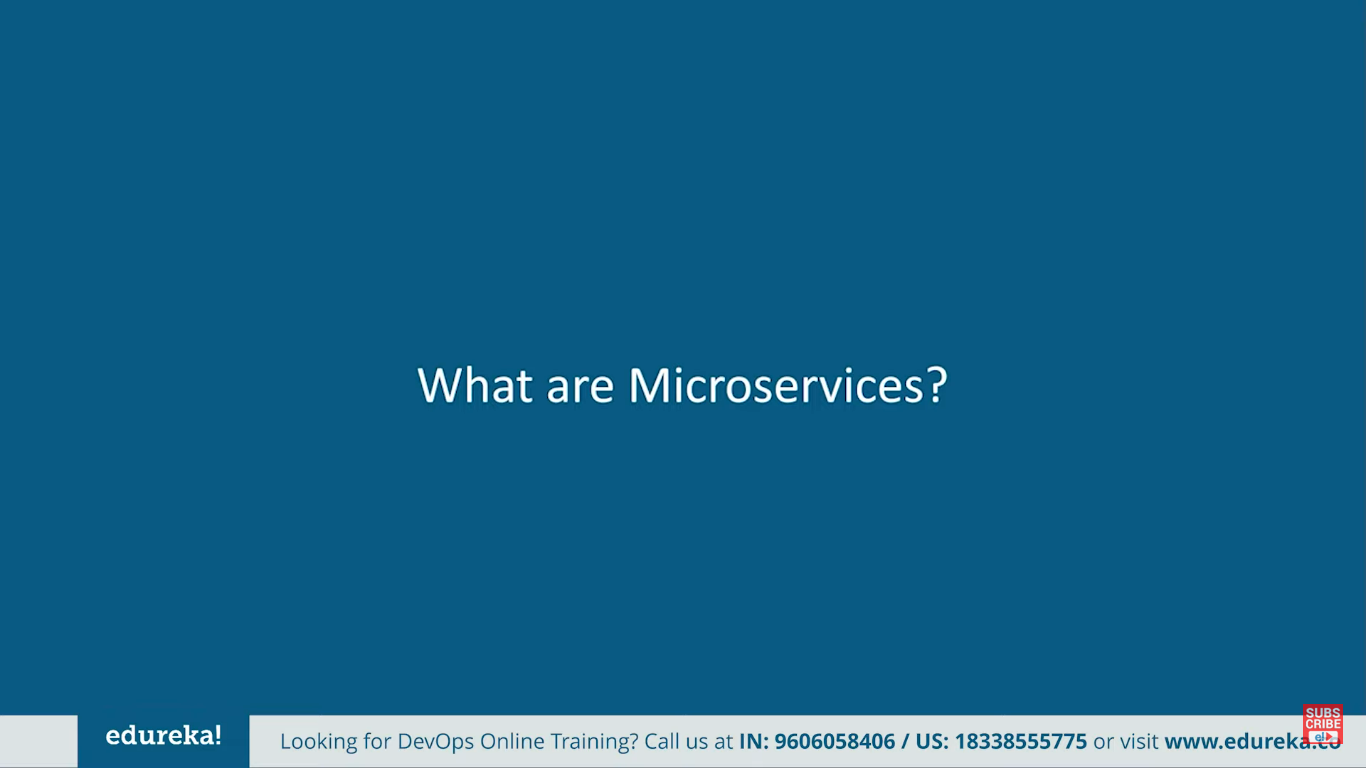 What are Microservices?
edureka!
Looking for DevOps Online Training? Call us at IN: 9606058406 / US: 18338555775 or visit www.edureka.co
SUBS
CRIBE
e!